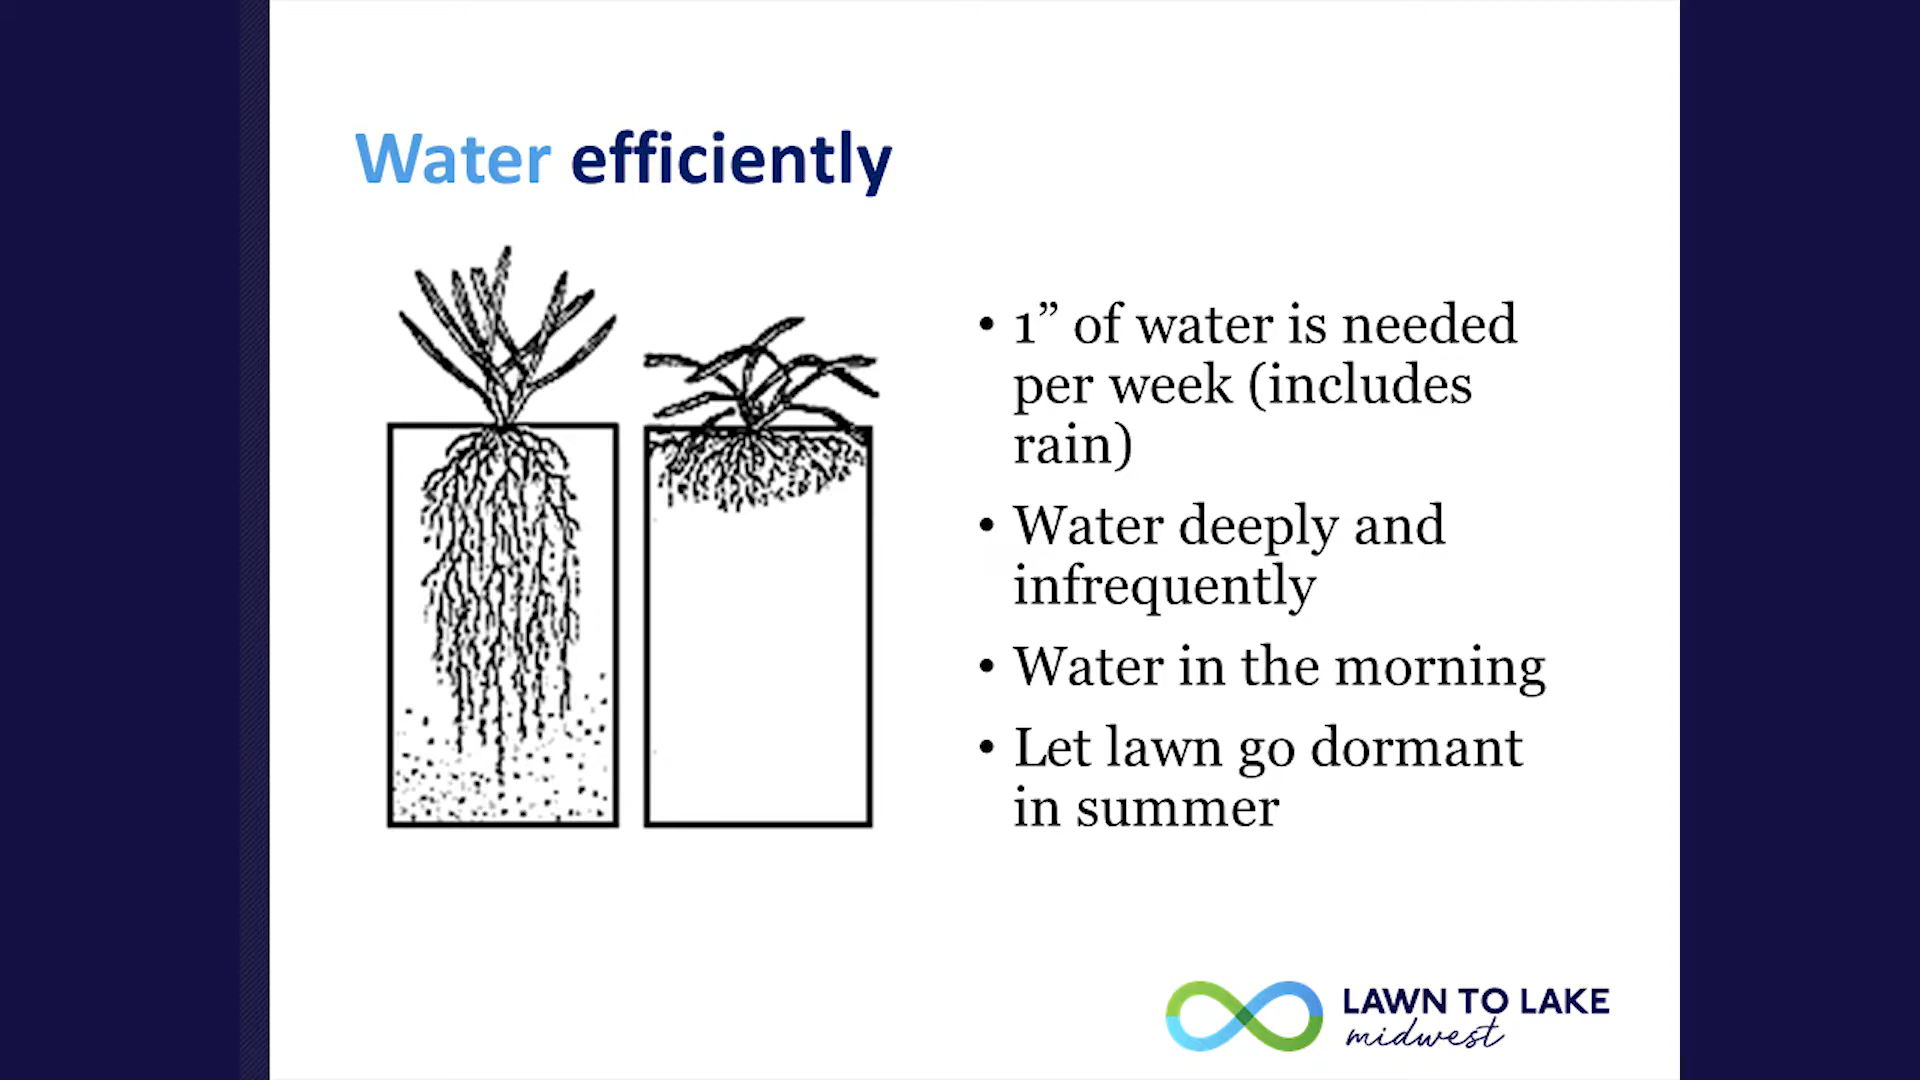 Water efficiently
• 1” of water is needed
per week (includes
rain)
• Water deeply and
infrequently
• Water in the morning
• Let lawn go dormant
in summer
LAWN TO LAKE
midwest